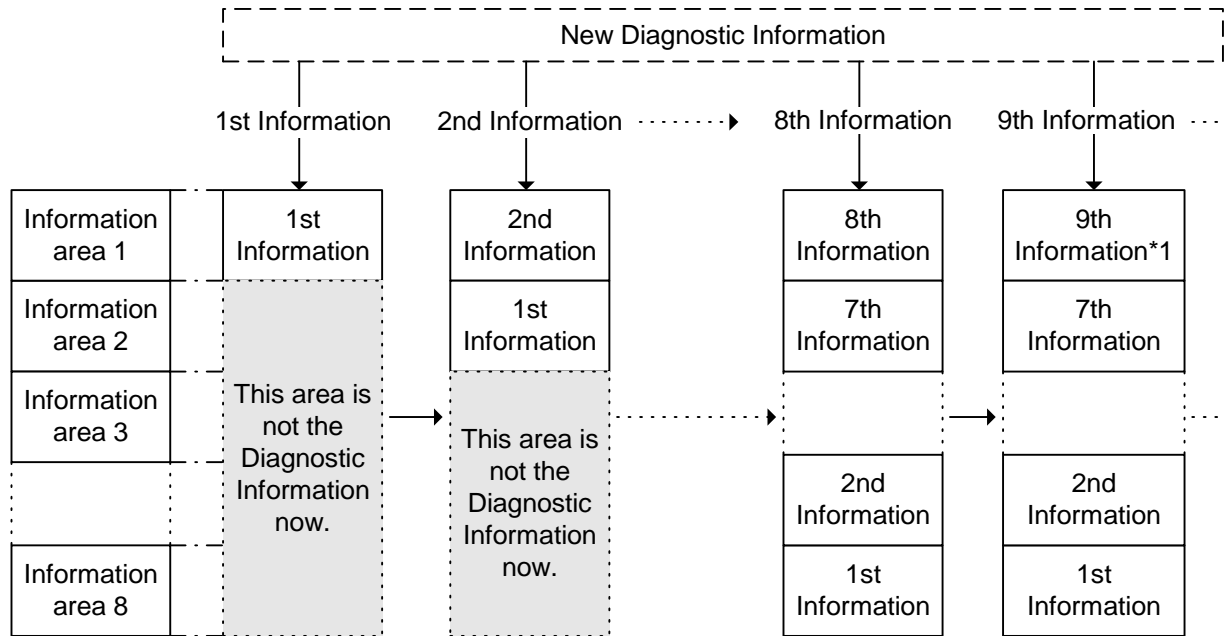 New Diagnostic Information
1st Information
2nd Information
8th Information
9th Information
Information
area 1
1st
Information
2nd
Information
8th
Information
9th
Information*1
Information
area 2
1st
Information
7th
Information
7th
Information
Information
area 3
This area is
not the
Diagnostic
Information
now.
This area is
not the
Diagnostic
Information
now.
2nd
Information
2nd
Information
Information
area 8
1st
Information
1st
Information